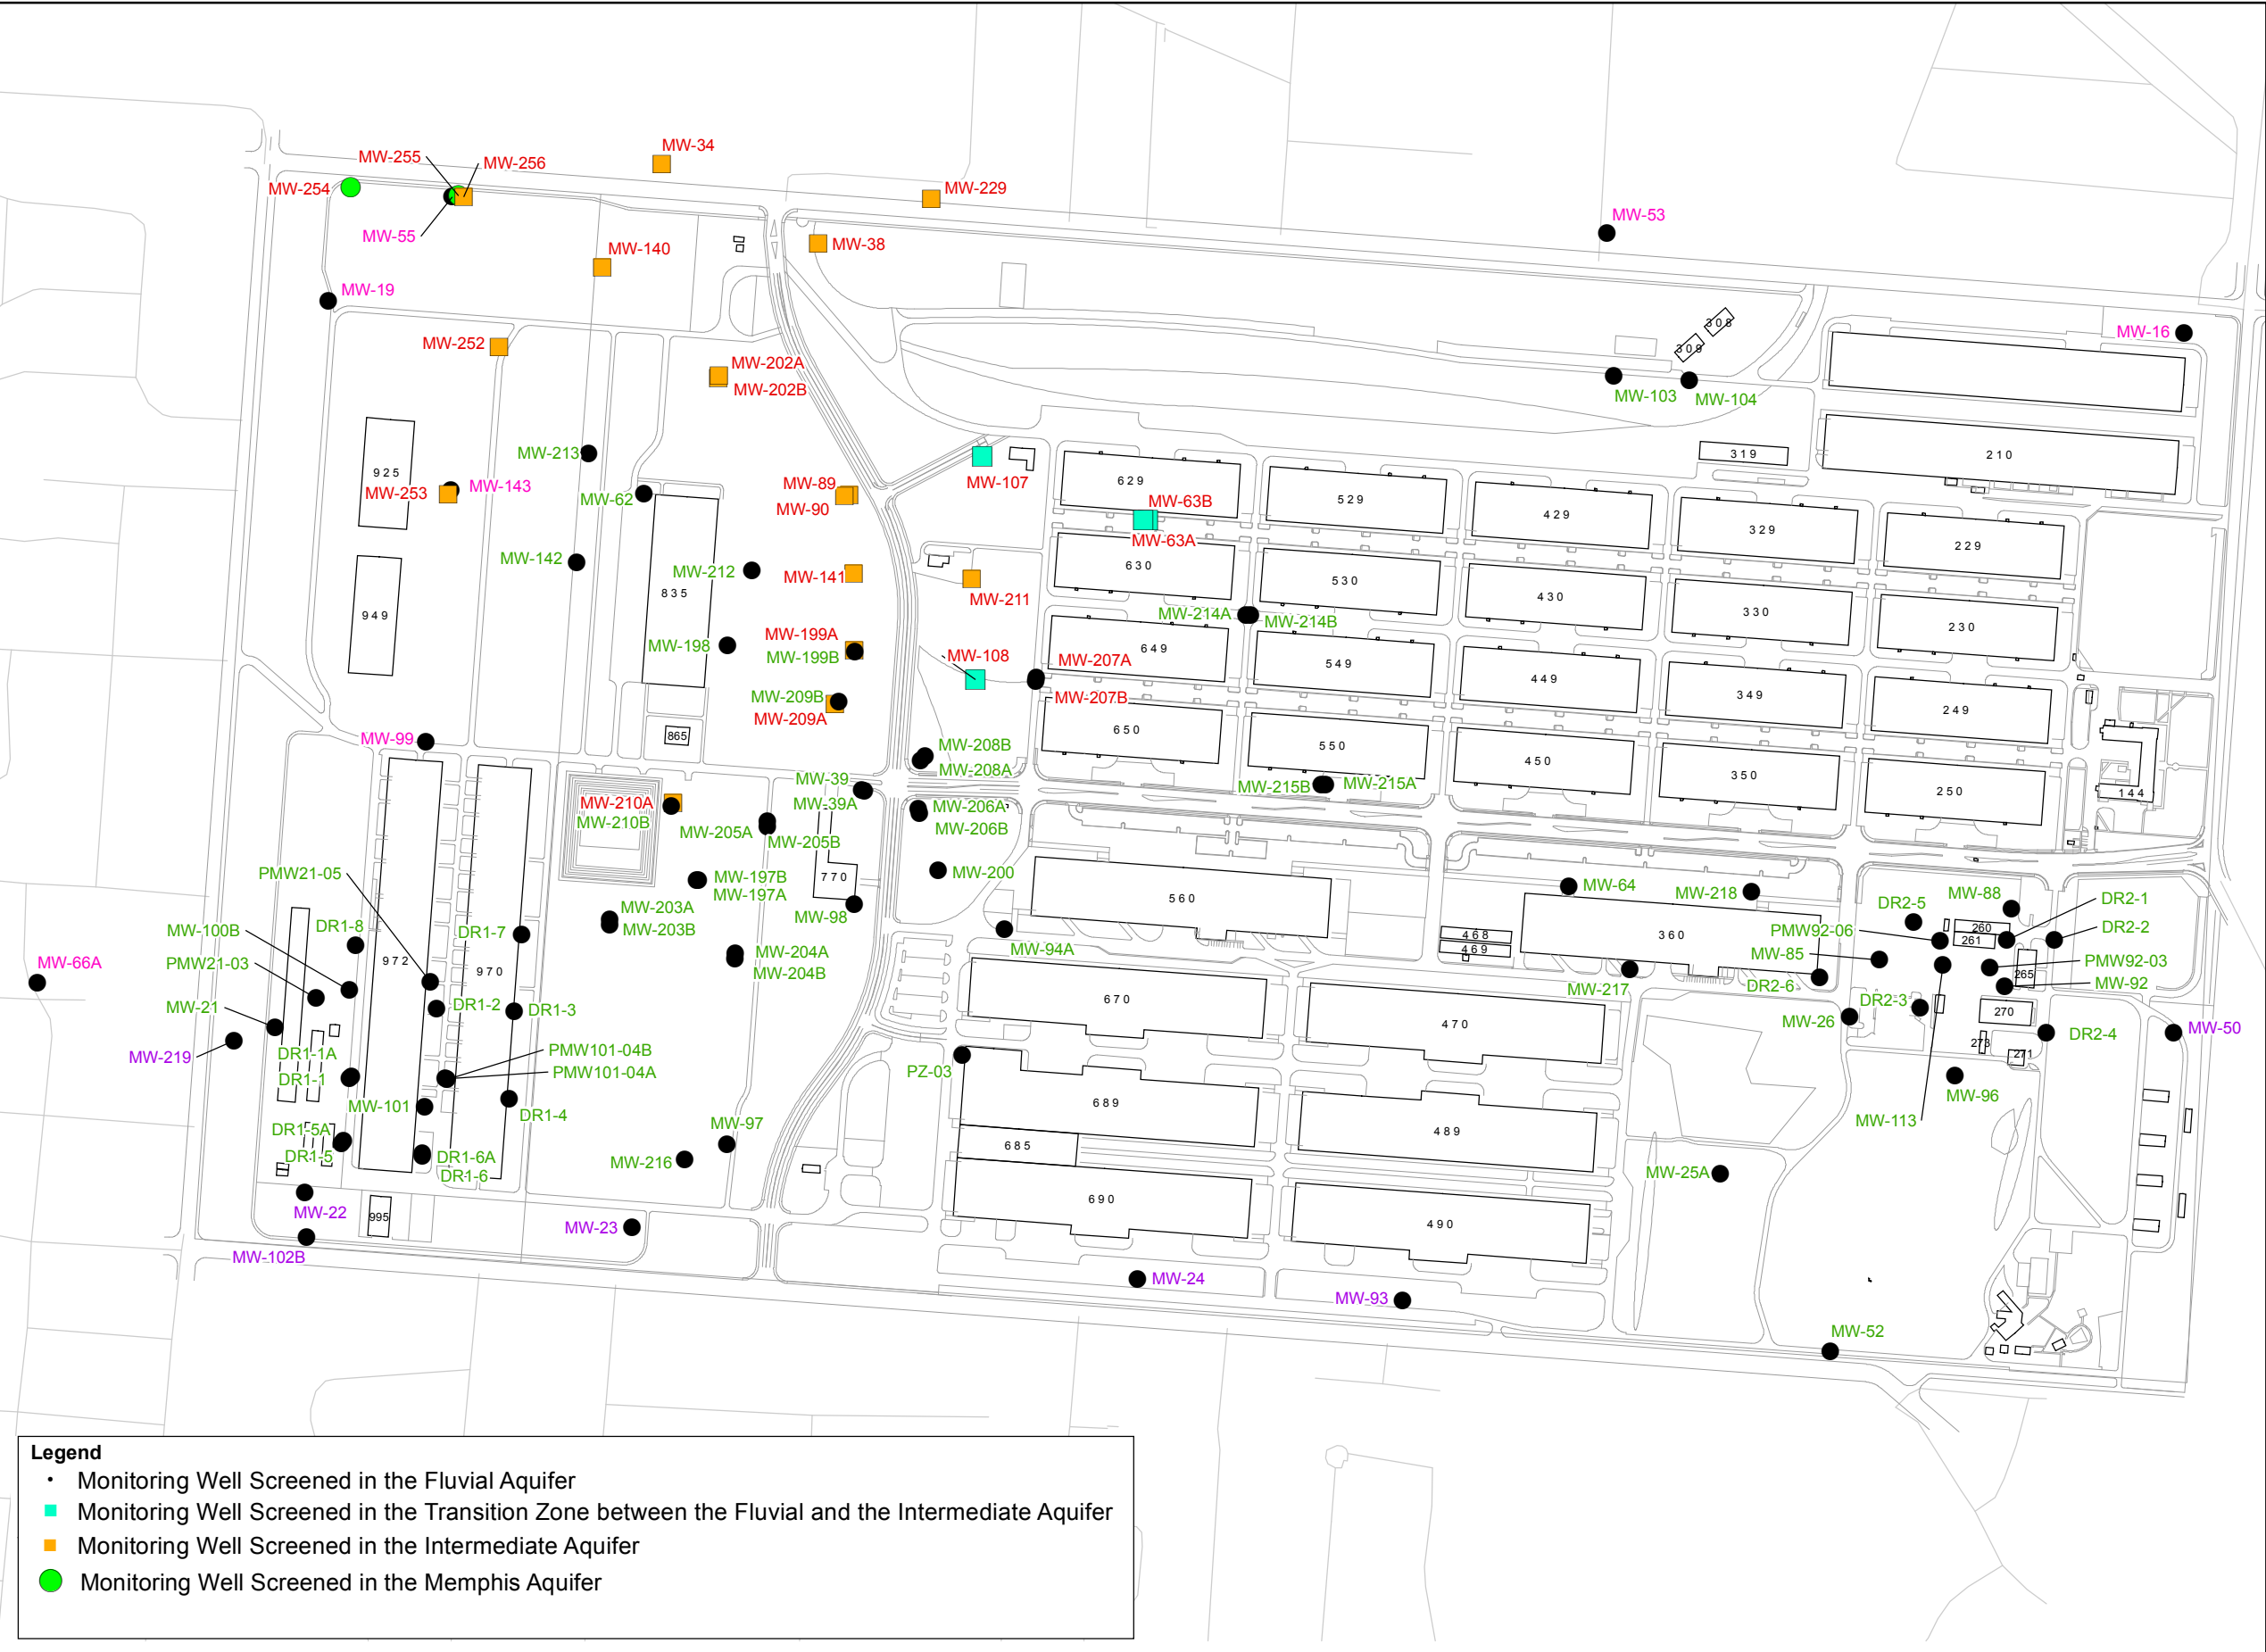 MW-34
MW-255
MW-256
MW-254
MW-229
MW-53
MW-55
MW-38
MW-140
MW-19
308
MW-16
MW-252
309
MW-202A
MW-202B
MW-103
MW-104
MW-213
319
210
925
MW-253
MW-143
MW-62
MW-89
MW-90
MW-107
629
MW-63B
MW-63A
529
429
329
229
MW-142
MW-212
MW-141
630
530
430
330
230
949
835
MW-211
MW-214A
MW-214B
MW-198
MW-199A
MW-199B
MW-108
MW-207A
MW-207B
649
549
449
349
249
MW-209B
MW-209A
865
MW-99
650
550
450
350
250
144
MW-208B
MW-208A
MW-39
MW-39A
MW-215B
MW-215A
MW-210A
MW-210B
MW-205A
MW-205B
MW-206A
MW-206B
PMW21-05
MW-197B
MW-197A
770
MW-200
MW-98
560
MW-64
MW-218
MW-88
DR2-5
DR2-1
DR2-2
MW-203A
MW-203B
DR1-8
DR1-7
MW-100B
PMW21-03
MW-66A
972
970
MW-204A
MW-204B
MW-94A
468
469
360
PMW92-06
MW-85
260
261
265
PMW92-03
MW-92
MW-217
DR2-6
DR2-3
MW-21
DR1-2
DR1-3
670
470
MW-26
270
MW-219
DR1-1A
DR1-1
PMW101-04B
PMW101-04A
PZ-03
273
271
DR2-4
MW-50
MW-101
DR1-4
689
489
MW-96
MW-113
DR1-5A
DR1-5
DR1-6A
DR1-6
MW-97
MW-216
685
MW-25A
690
490
MW-22
995
MW-23
MW-102B
MW-24
MW-93
MW-52
Legend
Monitoring Well Screened in the Fluvial Aquifer
Monitoring Well Screened in the Transition Zone between the Fluvial and the Intermediate Aquifer
Monitoring Well Screened in the Intermediate Aquifer
Monitoring Well Screened in the Memphis Aquifer